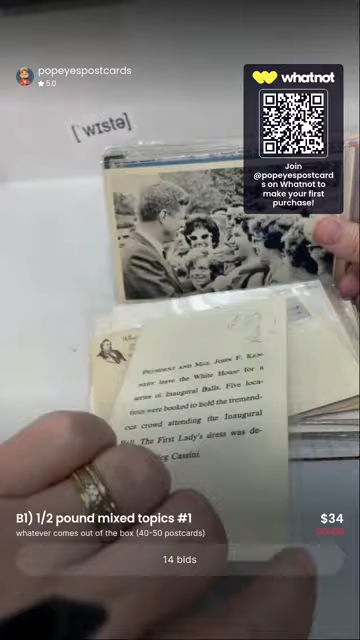 popeyespostcards
★ 5.0
whatnot
Join
@popeyespostcard
s on Whatnot to
make your first
purchase!
['wɪstə]
PRESIDENT AND MRS. JOHN F. KEN-
NEDY leave the White House for a
series of Inaugural Balls. Five loca-
tions were booked to hold the tremend-
ous crowd attending the Inaugural
Ball. The First Lady's dress was de-
Cassini.
B1) 1/2 pound mixed topics #1
$34
whatever comes out of the box (40-50 postcards)
14 bids